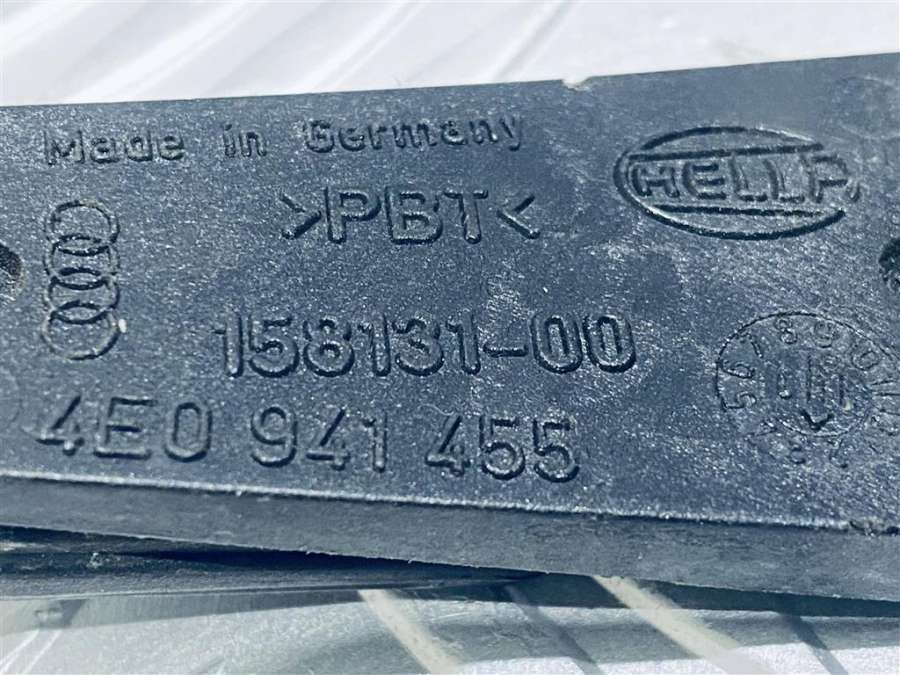 Made in Germany
HELLA
>PBT<
158131-00
4E0 941 455